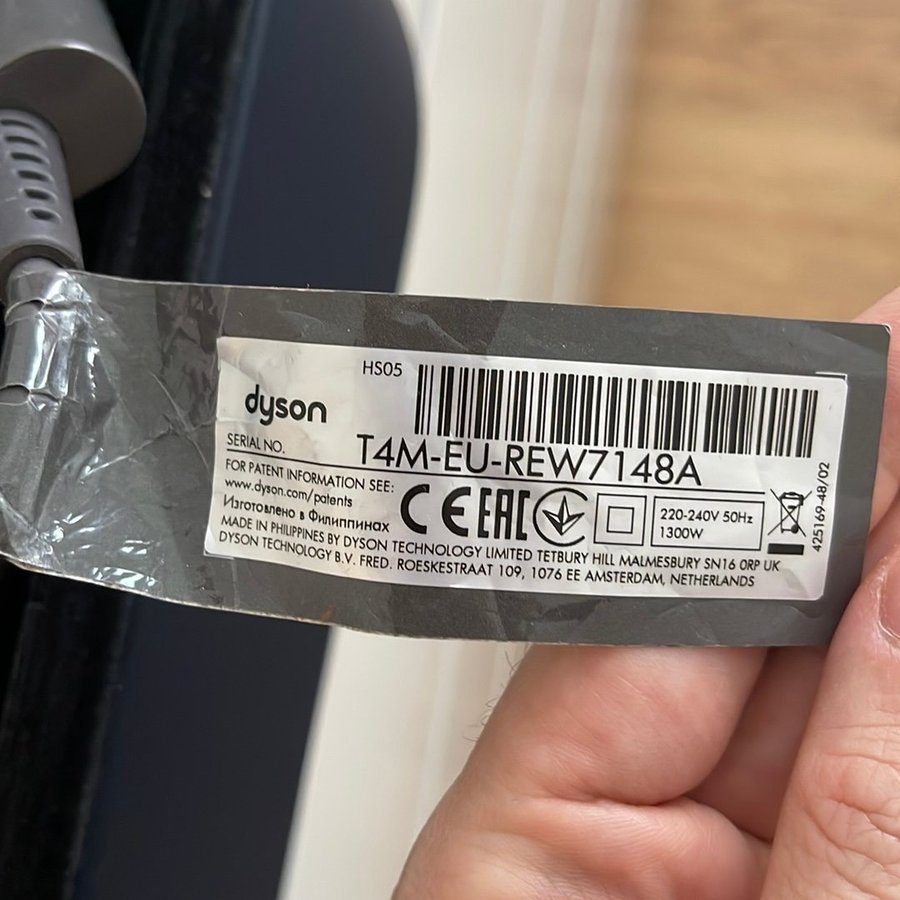 HS05
dyson
SERIAL NO. T4M-EU-REW7148A
FOR PATENT INFORMATION SEE:
www.dyson.com/patents
Изготовлено в Филиппинах
CE EAC
220-240V 50Hz
1300W
MADE IN PHILIPPINES BY DYSON TECHNOLOGY LIMITED TETBURY HILL MALMESBURY SN16 0RP UK
DYSON TECHNOLOGY B.V. FRED. ROESKESTRAAT 109, 1076 EE AMSTERDAM, NETHERLANDS
425169-48/02